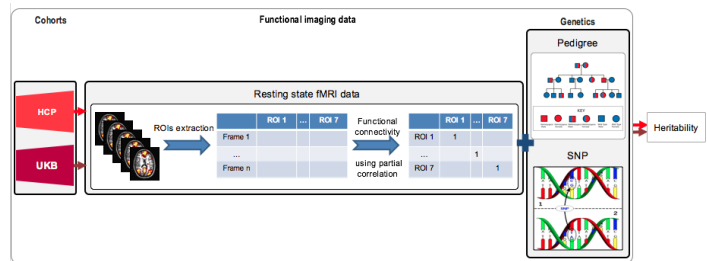 Cohorts
Functional imaging data
Genetics
Pedigree
Resting state fMRI data
HCP
UKB
ROIs extraction
ROI 1 ... ROI 7
Frame 1
...
Frame n
Functional
connectivity
using partial
correlation
ROI 1 ... ROI 7
ROI 1 1
... 1
ROI 7 1
KEY
SNP
1
2
Heritability